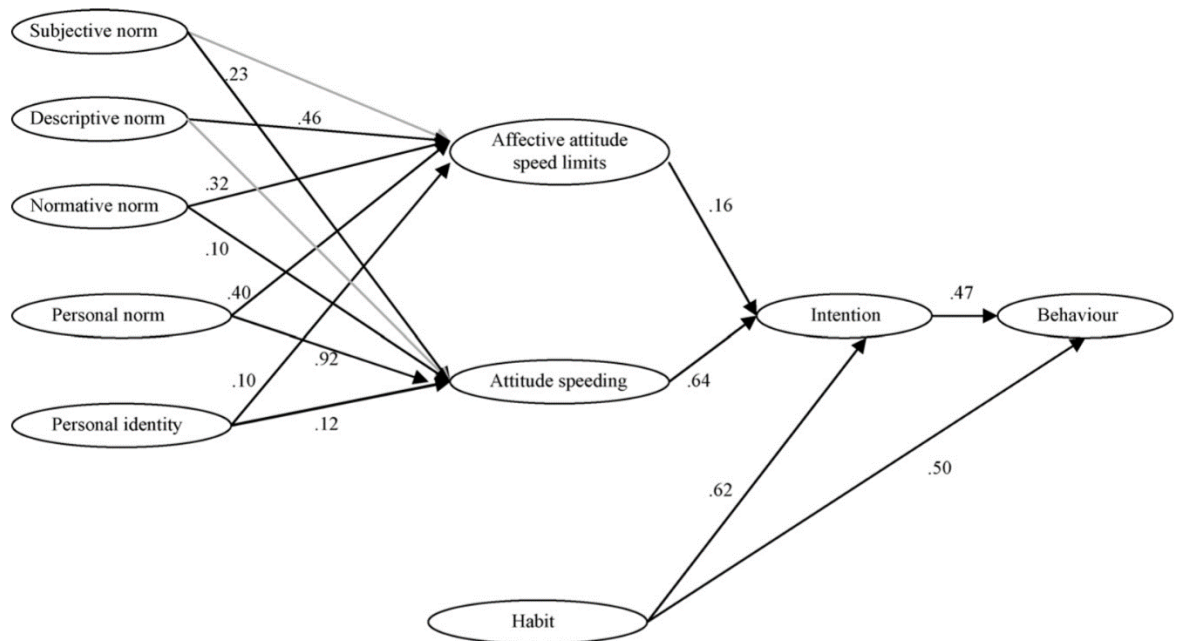 Subjective norm
.23
Descriptive norm
.46
Affective attitude
speed limits
Normative norm
.32
.16
.10
.40
Personal norm
Intention
.47
Behaviour
.92
.10
Attitude speeding
.64
Personal identity
.12
.62
.50
Habit